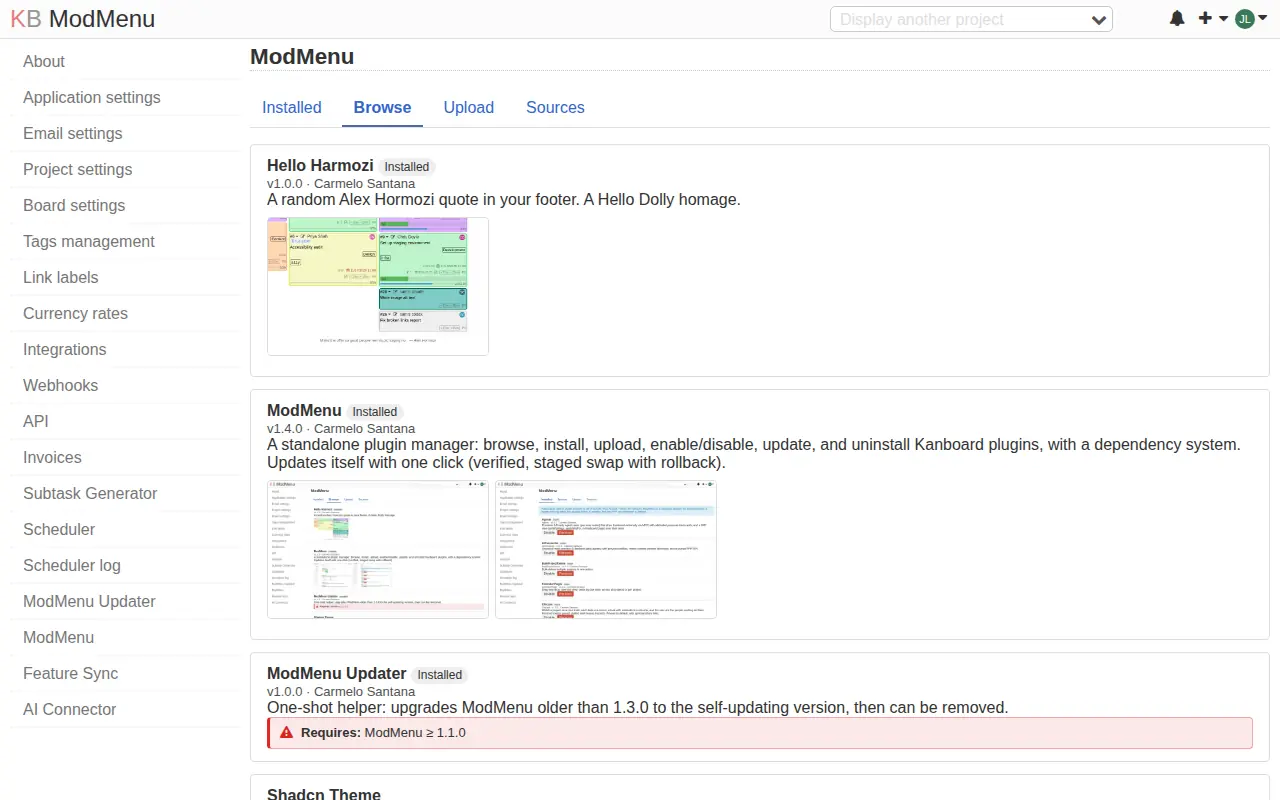 KB ModMenu
Display another project
JL
About
Application settings
Email settings
Project settings
Board settings
Tags management
Link labels
Currency rates
Integrations
Webhooks
API
Invoices
Subtask Generator
Scheduler
Scheduler log
ModMenu Updater
ModMenu
Feature Sync
AI Connector
ModMenu
Installed
Browse
Upload
Sources
Hello Harmozi Installed
v1.0.0 · Carmelo Santana
A random Alex Hormozi quote in your footer. A Hello Dolly homage.
ModMenu Installed
v1.4.0 · Carmelo Santana
A standalone plugin manager: browse, install, upload, enable/disable, update, and uninstall Kanboard plugins, with a dependency system.
Updates itself with one click (verified, staged swap with rollback).
ModMenu Updater Installed
v1.0.0 · Carmelo Santana
One-shot helper: upgrades ModMenu older than 1.3.0 to the self-updating version, then can be removed.
Requires: ModMenu ≥ 1.1.0
Shadcn Theme